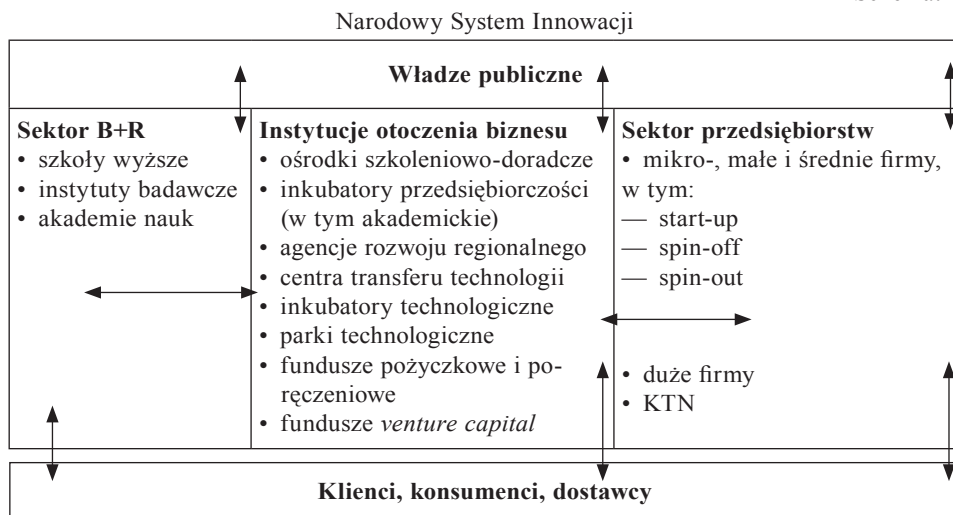 Narodowy System Innowacji
Władze publiczne
Sektor B+R
• szkoły wyższe
• instytuty badawcze
• akademie nauk
Instytucje otoczenia biznesu
• ośrodki szkoleniowo-doradcze
• inkubatory przedsiębiorczości
(w tym akademickie)
• agencje rozwoju regionalnego
• centra transferu technologii
• inkubatory technologiczne
• parki technologiczne
• fundusze pożyczkowe i po-
ręczeniowe
• fundusze venture capital
Sektor przedsiębiorstw
• mikro-, małe i średnie firmy,
w tym:
— start-up
— spin-off
— spin-out
• duże firmy
• KTN
Klienci, konsumenci, dostawcy